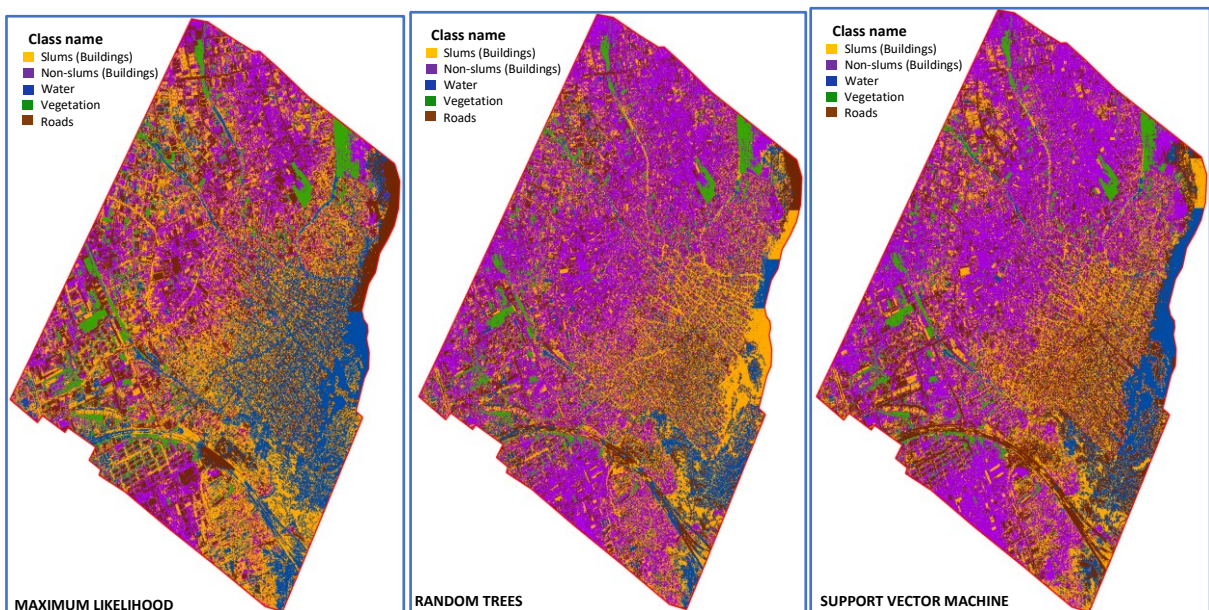 Class name
Slums (Buildings)
Non-slums (Buildings)
Water
Vegetation
Roads
MAXIMUM LIKELIHOOD
Class name
Slums (Buildings)
Non-slums (Buildings)
Water
Vegetation
Roads
RANDOM TREES
Class name
Slums (Buildings)
Non-slums (Buildings)
Water
Vegetation
Roads
SUPPORT VECTOR MACHINE